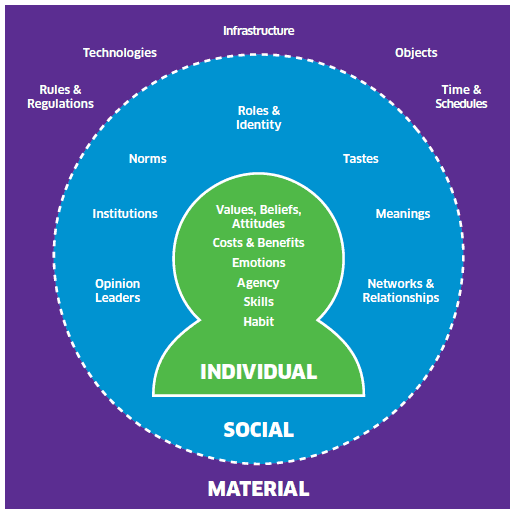 Infrastructure
Technologies
Objects
Rules &
Regulations
Time &
Schedules
Roles &
Identity
Norms
Tastes
Institutions
Meanings
Opinion
Leaders
Networks &
Relationships
Values, Beliefs,
Attitudes
Costs & Benefits
Emotions
Agency
Skills
Habit
INDIVIDUAL
SOCIAL
MATERIAL